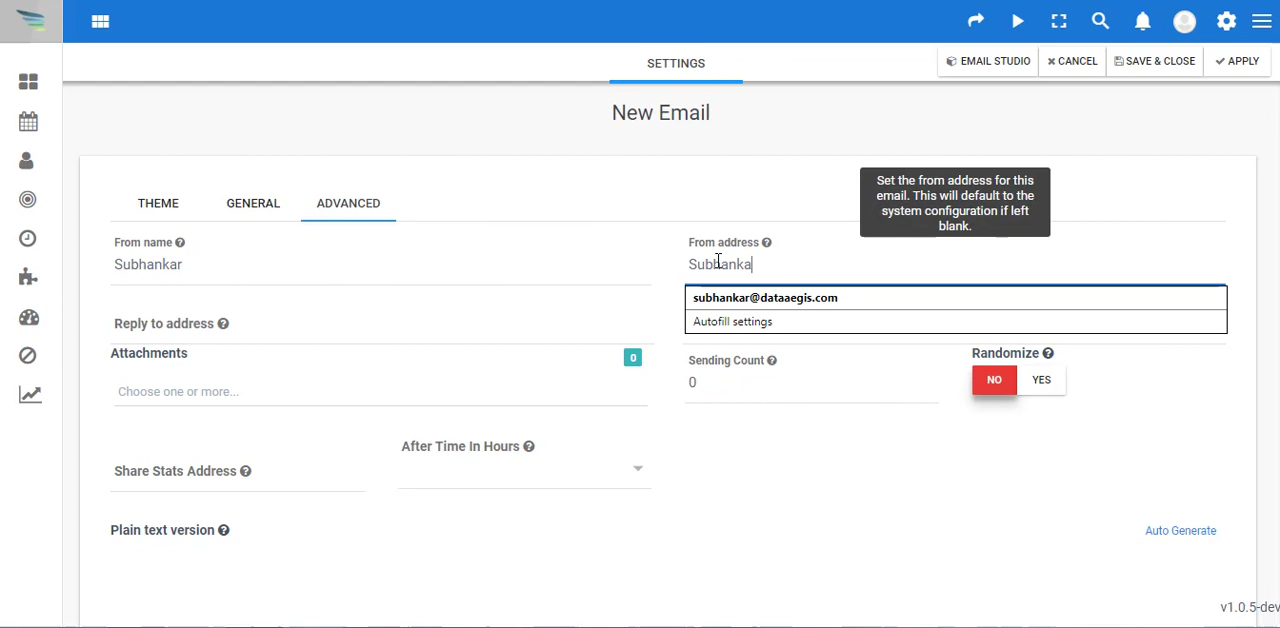 SETTINGS
EMAIL STUDIO
CANCEL
SAVE & CLOSE
APPLY
New Email
THEME
GENERAL
ADVANCED
Set the from address for this
email. This will default to the
system configuration if left
blank.
From name
Subhankar
From address
Subhanka
subhankar@dataaegis.com
Autofill settings
Reply to address
Attachments
0
Choose one or more...
Sending Count
0
Randomize
NO
YES
Share Stats Address
After Time In Hours
Plain text version
Auto Generate
v1.0.5-dev